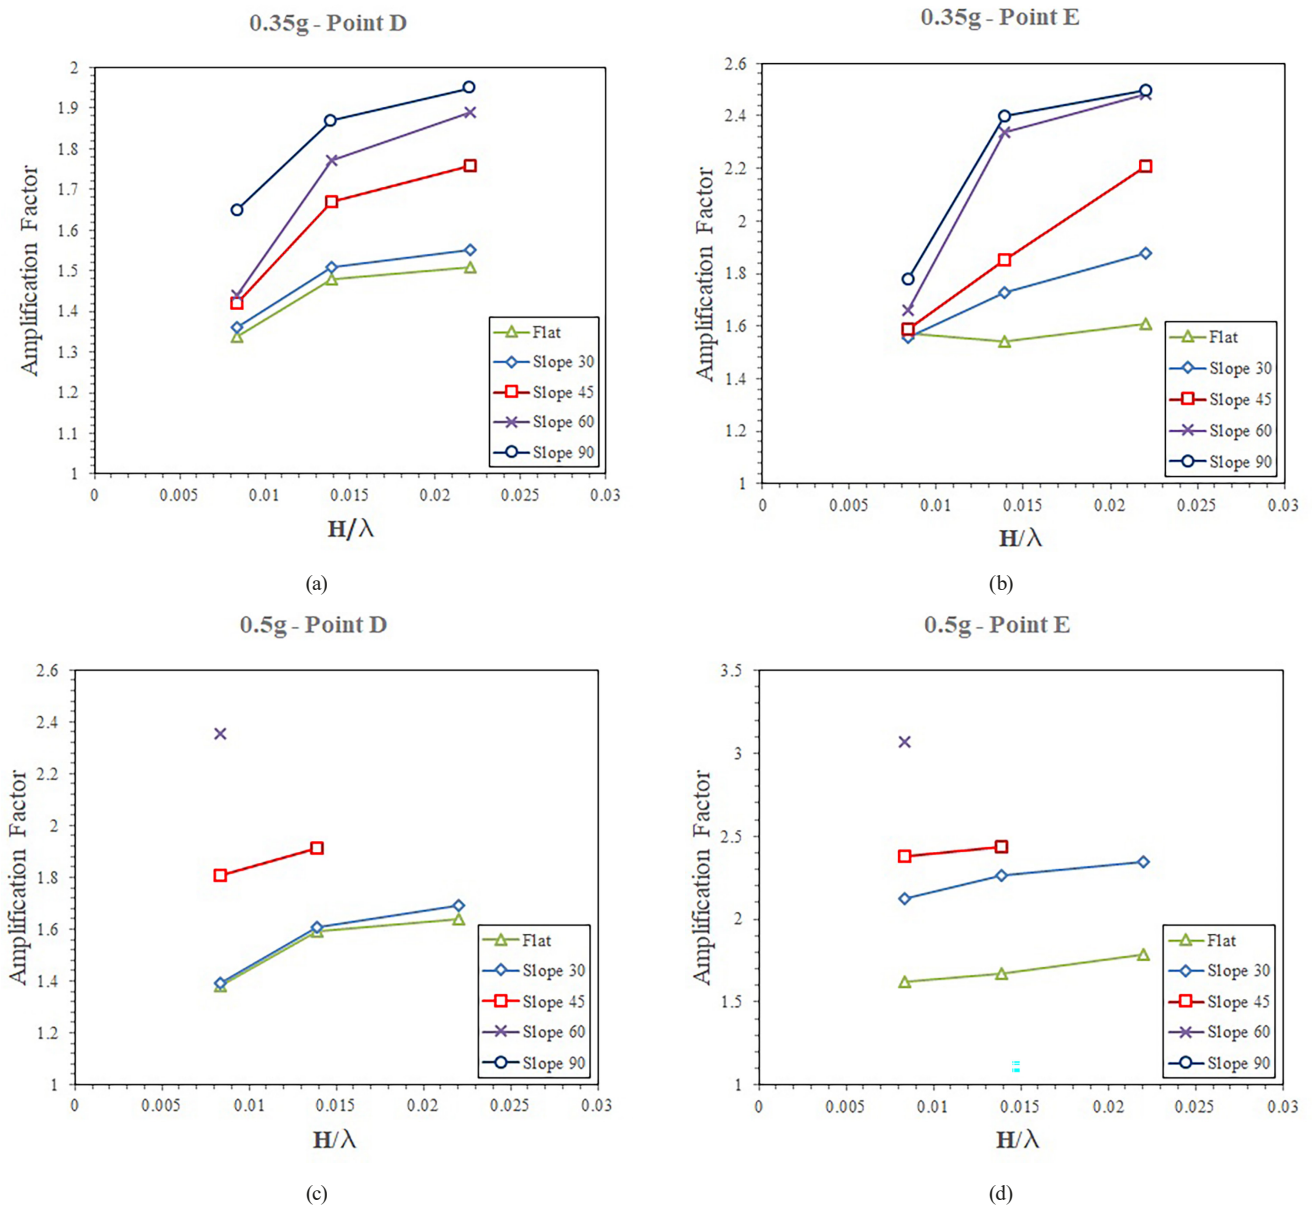 0.35g - Point D
Amplification Factor
2
1.9
1.8
1.7
1.6
1.5
1.4
1.3
1.2
1.1
1
0 0.005 0.01 0.015 0.02 0.025 0.03
H/λ
Flat
Slope 30
Slope 45
Slope 60
Slope 90
(a)
0.35g - Point E
Amplification Factor
2.6
2.4
2.2
2
1.8
1.6
1.4
1.2
1
0 0.005 0.01 0.015 0.02 0.025 0.03
H/λ
Flat
Slope 30
Slope 45
Slope 60
Slope 90
(b)
0.5g - Point D
Amplification Factor
2.6
2.4
2.2
2
1.8
1.6
1.4
1.2
1
0 0.005 0.01 0.015 0.02 0.025 0.03
H/λ
Flat
Slope 30
Slope 45
Slope 60
Slope 90
(c)
0.5g - Point E
Amplification Factor
3.5
3
2.5
2
1.5
1
0 0.005 0.01 0.015 0.02 0.025 0.03
H/λ
Flat
Slope 30
Slope 45
Slope 60
Slope 90
(d)